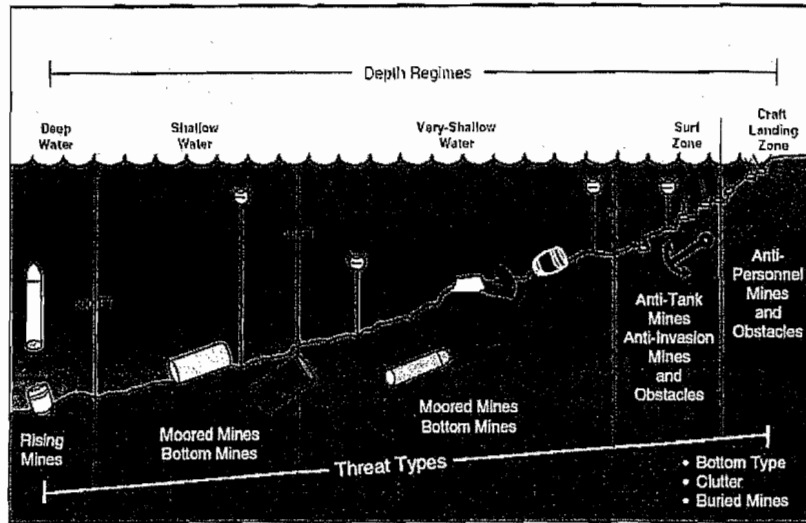 Depth Regimes
Deep
Water
Shallow
Water
Very-Shallow
Water
Surf
Zone
Craft
Landing
Zone
Anti-
Personnel
Mines
and
Obstacles
Anti-Tank
Mines
Anti-Invasion
Mines
and
Obstacles
Moored Mines
Bottom Mines
Moored Mines
Bottom Mines
Rising
Mines
Threat Types
• Bottom Type
• Clutter
• Buried Mines